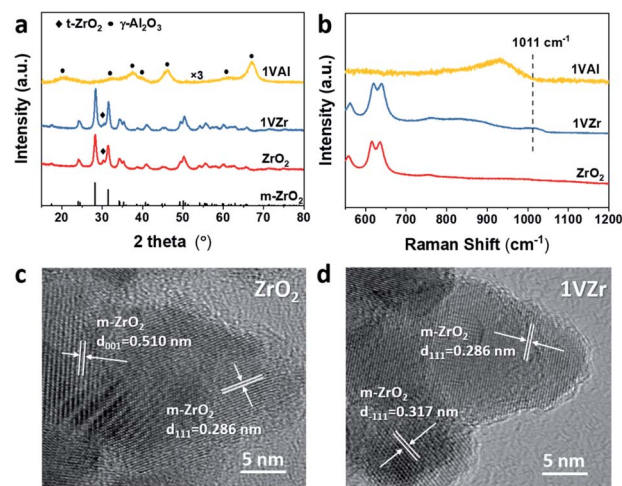 a
◆ t-ZrO₂ ● γ-Al₂O₃
Intensity (a.u.)
×3
1VAl
1VZr
ZrO₂
m-ZrO₂
20 30 40 50 60 70 80
2 theta (°)
b
1011 cm⁻¹
Intensity (a.u.)
1VAl
1VZr
ZrO₂
600 700 800 900 1000 1100 1200
Raman Shift (cm⁻¹)
c
ZrO₂
m-ZrO₂
d₀₀₁=0.510 nm
m-ZrO₂
d₁₁₁=0.286 nm
5 nm
d
1VZr
m-ZrO₂
d₁₁₁=0.286 nm
m-ZrO₂
d₋₁₁₁=0.317 nm
5 nm